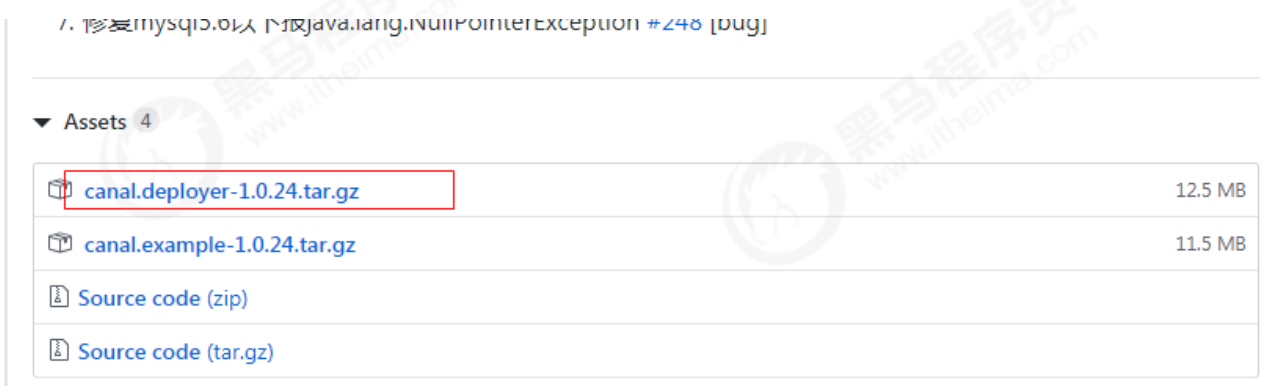 7. 修复mysql5.6以下报java.lang.NullPointerException #248 [bug]
黑马程序员
www.itheima.com
黑马程序员
www.itheima.com
Assets 4
canal.deployer-1.0.24.tar.gz 12.5 MB
canal.example-1.0.24.tar.gz 11.5 MB
Source code (zip)
Source code (tar.gz)